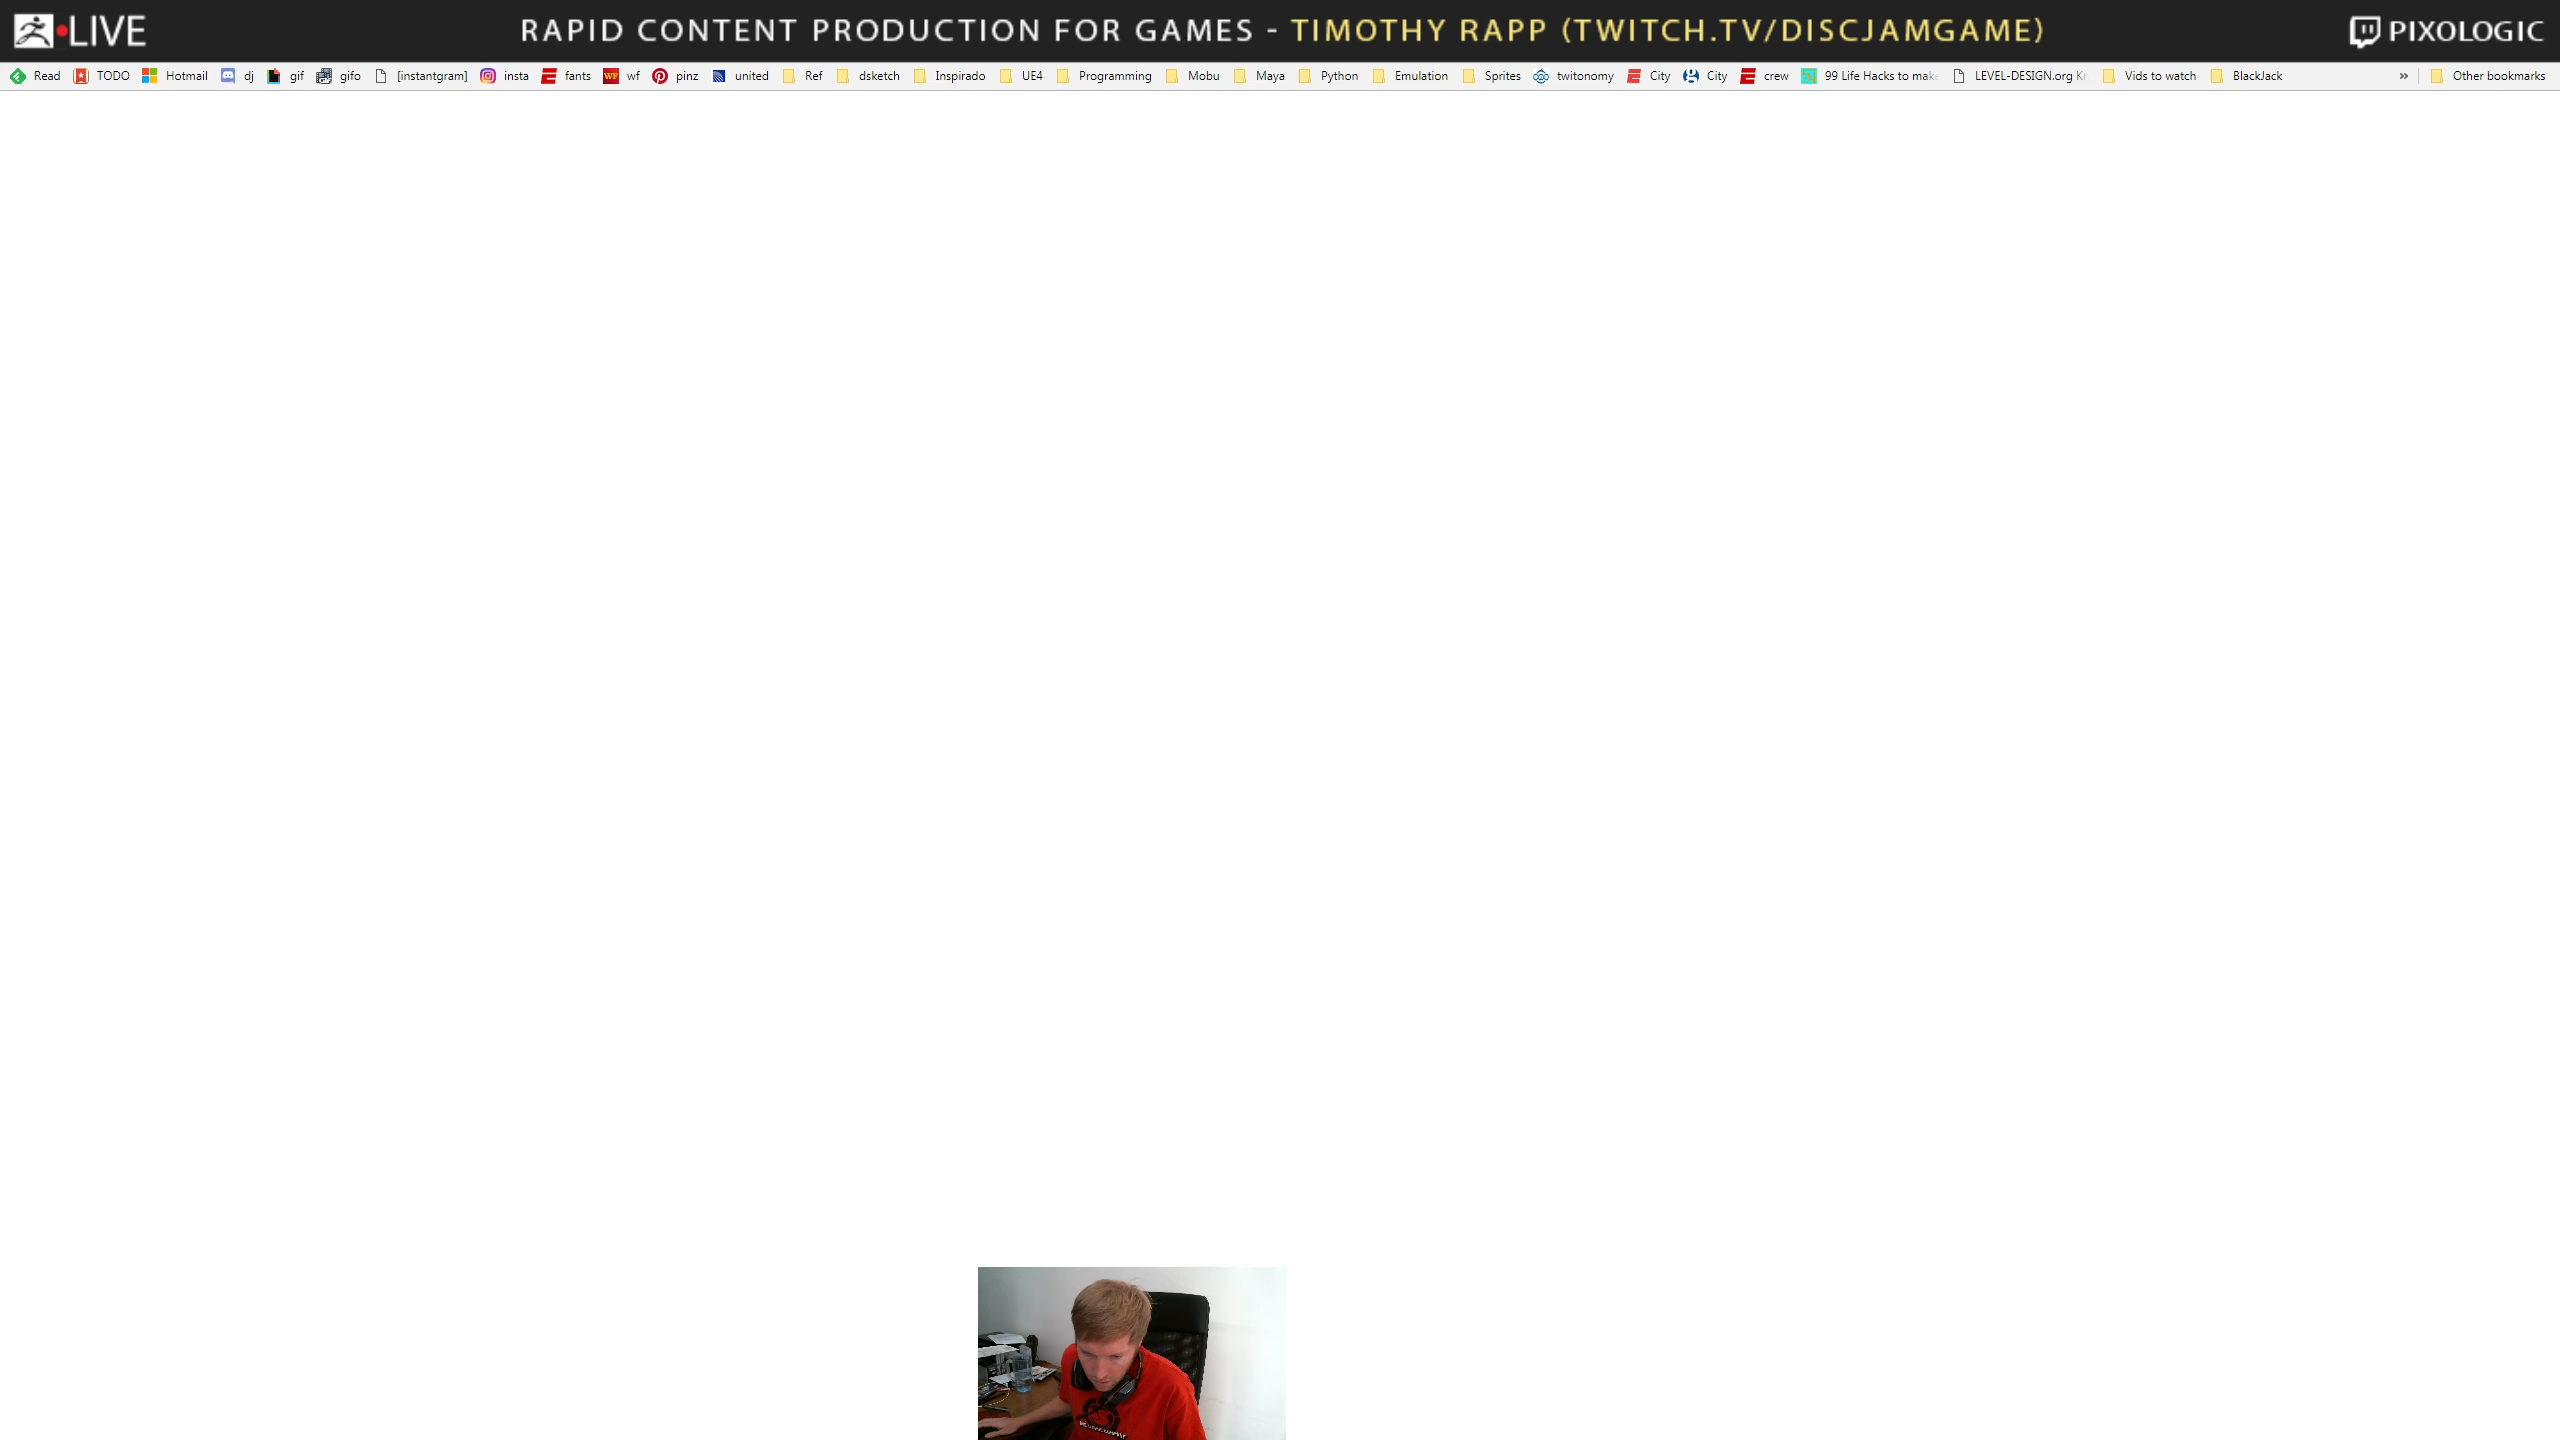 LIVE RAPID CONTENT PRODUCTION FOR GAMES - TIMOTHY RAPP (TWITCH.TV/DISCJAMGAME) PIXOLOGIC
Read TODO Hotmail dj gif gifo [instantgram] insta fants WF wf pinz united Ref dsketch Inspirado UE4 Programming Mobu Maya Python Emulation Sprites twitonomy City City crew 99 Life Hacks to make LEVEL-DESIGN.org Kr Vids to watch BlackJack » Other bookmarks